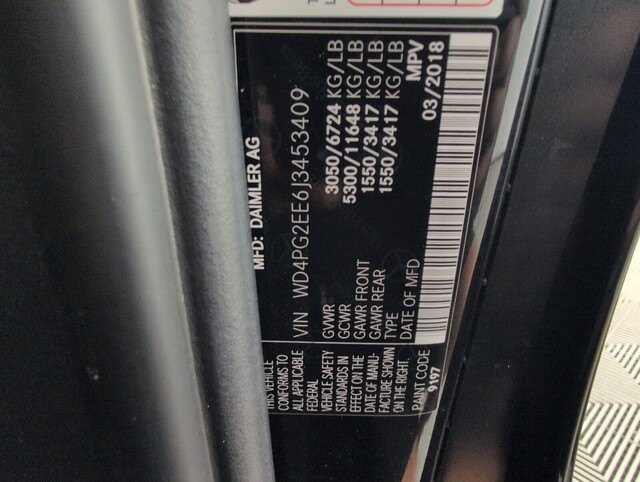 MFD: DAIMLER AG
VIN WD4PG2EE6J3453409
GVWR 3050/6724 KG/LB
GCWR 5300/11648 KG/LB
GAWR FRONT 1550/3417 KG/LB
GAWR REAR 1550/3417 KG/LB
TYPE MPV
DATE OF MFD 03/2018
THIS VEHICLE
CONFORMS TO
ALL APPLICABLE
FEDERAL
VEHICLE SAFETY
STANDARDS IN
EFFECT ON THE
DATE OF MANU-
FACTURE SHOWN
ON THE RIGHT.
PAINT CODE:
9197